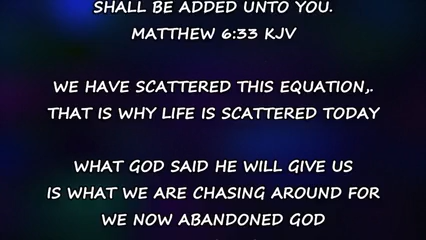 SHALL BE ADDED UNTO YOU.
MATTHEW 6:33 KJV
WE HAVE SCATTERED THIS EQUATION,.
THAT IS WHY LIFE IS SCATTERED TODAY
WHAT GOD SAID HE WILL GIVE US
IS WHAT WE ARE CHASING AROUND FOR
WE NOW ABANDONED GOD